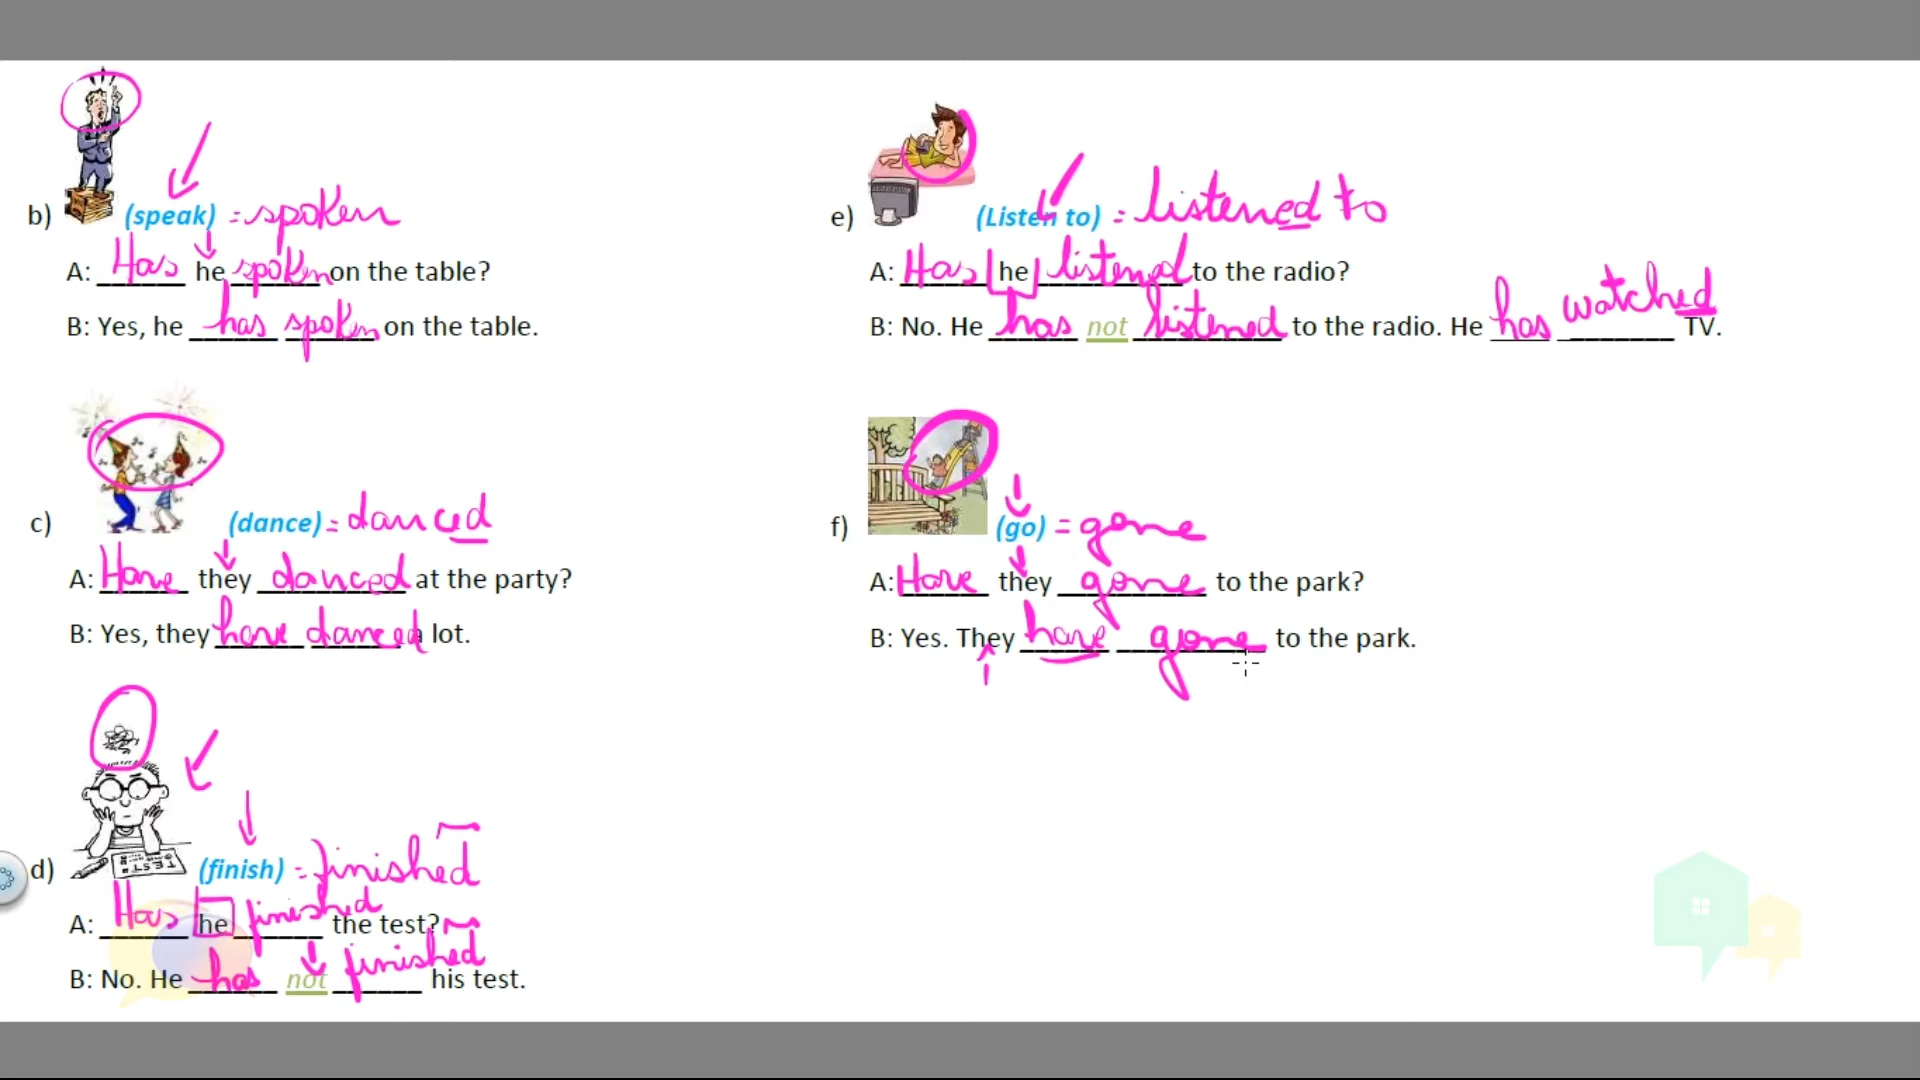 b) (speak) = spoken
A: Has he spoken on the table?
B: Yes, he has spoken on the table.
c) (dance) = danced
A: Have they danced at the party?
B: Yes, they have danced a lot.
d) (finish) = finished
TEST
A: Has he finished the test?
B: No. He has not finished his test.
e) (Listen to) = listened to
A: Has he listened to the radio?
B: No. He has not listened to the radio. He has watched TV.
f) (go) = gone
A: Have they gone to the park?
B: Yes. They have gone to the park.